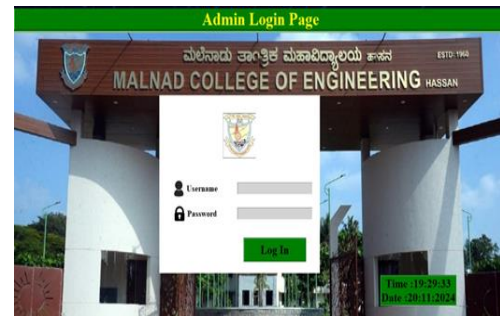 Admin Login Page
ಮಲೆನಾಡು ತಾಂತ್ರಿಕ ಮಹಾವಿದ್ಯಾಲಯ ಹಾಸನ
ESTD: 1960
MALNAD COLLEGE OF ENGINEERING HASSAN
Username
Password
Log In
Time :19:29:33
Date :20:11:2024